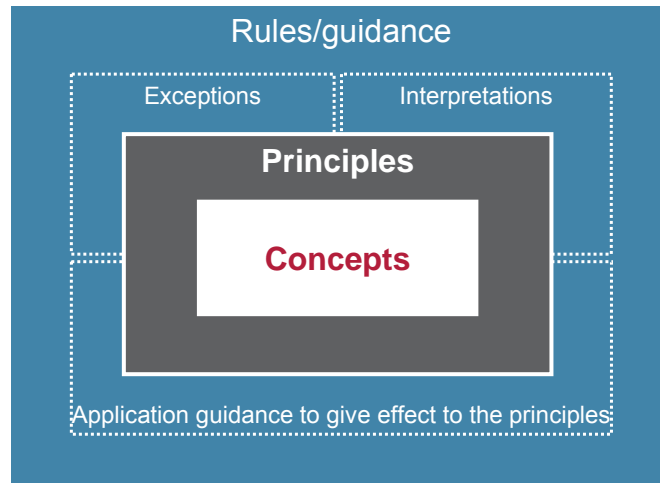 Rules/guidance
Exceptions
Interpretations
Principles
Concepts
Application guidance to give effect to the principles